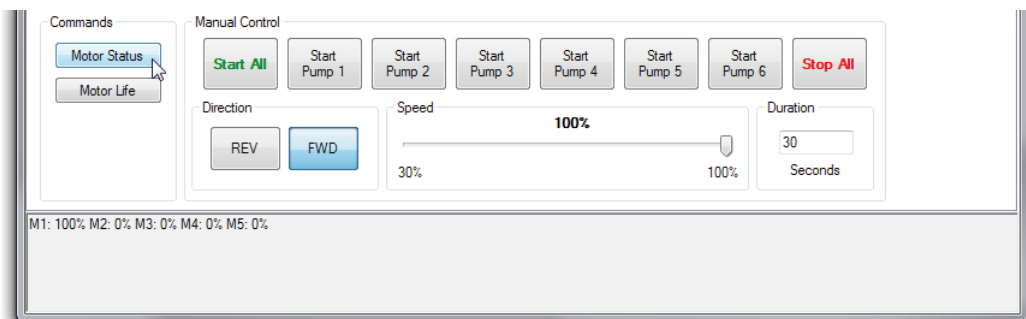 Commands
Motor Status
Motor Life
Manual Control
Start All
Start
Pump 1
Start
Pump 2
Start
Pump 3
Start
Pump 4
Start
Pump 5
Start
Pump 6
Stop All
Direction
REV
FWD
Speed
100%
30%
100%
Duration
30
Seconds
M1: 100% M2: 0% M3: 0% M4: 0% M5: 0%